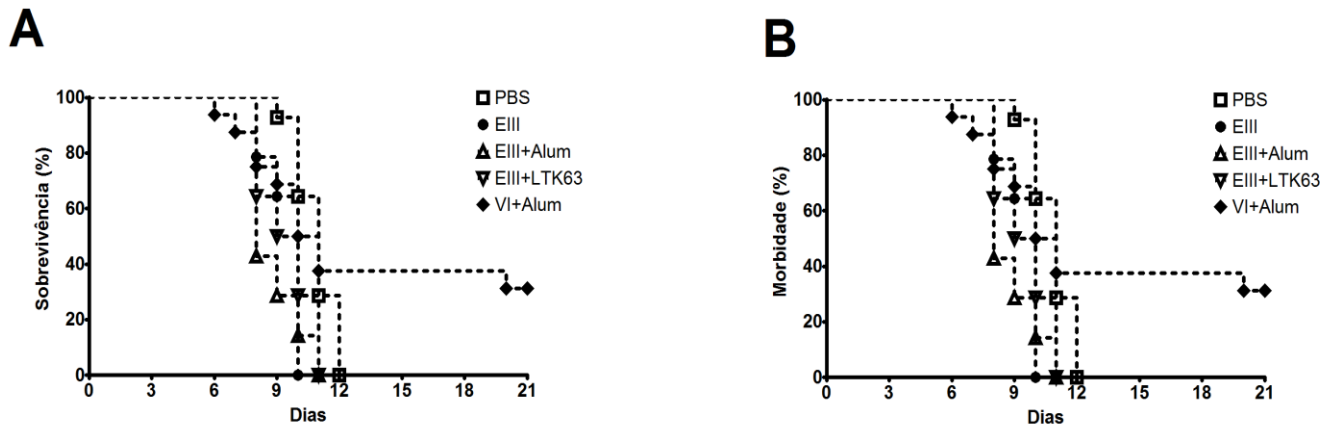 A
Sobrevivência (%)
100
80
60
40
20
0
0 3 6 9 12 15 18 21
Dias
PBS
EIII
EIII+Alum
EIII+LTK63
VI+Alum
B
Morbidade (%)
100
80
60
40
20
0
0 3 6 9 12 15 18 21
Dias
PBS
EIII
EIII+Alum
EIII+LTK63
VI+Alum